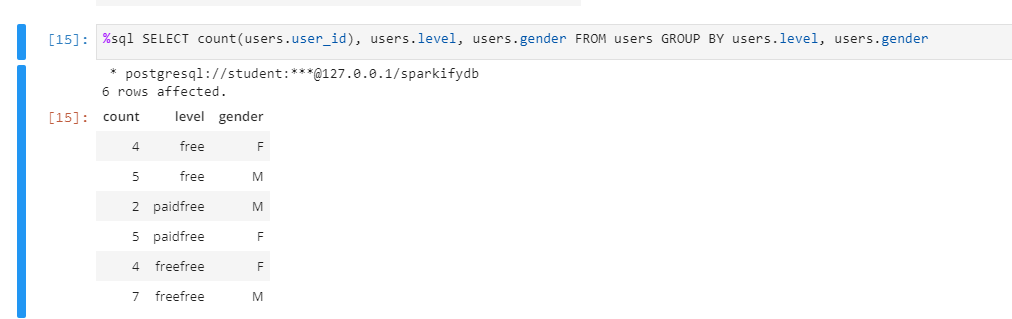 [15]: %sql SELECT count(users.user_id), users.level, users.gender FROM users GROUP BY users.level, users.gender
* postgresql://student:***@127.0.0.1/sparkifydb
6 rows affected.
[15]: count level gender
4 free F
5 free M
2 paidfree M
5 paidfree F
4 freefree F
7 freefree M